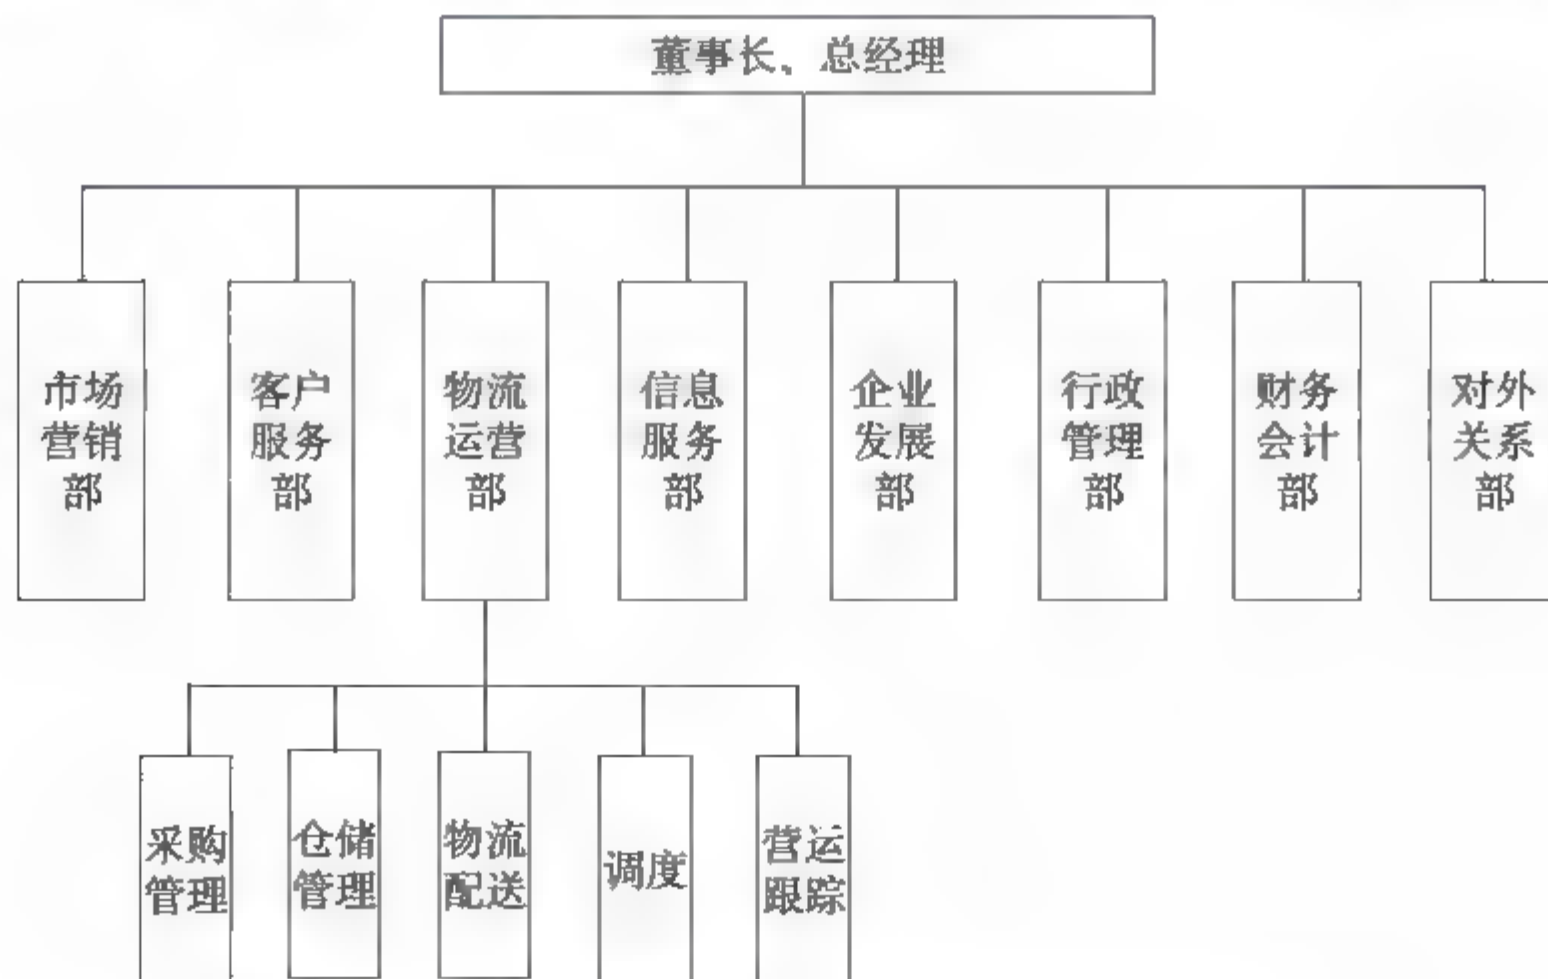 董事长、总经理
市场
营销
部
客户
服务
部
物流
运营
部
信息
服务
部
企业
发展
部
行政
管理
部
财务
会计
部
对外
关系
部
采购
管理
仓储
管理
物流
配送
调度
营运
跟踪